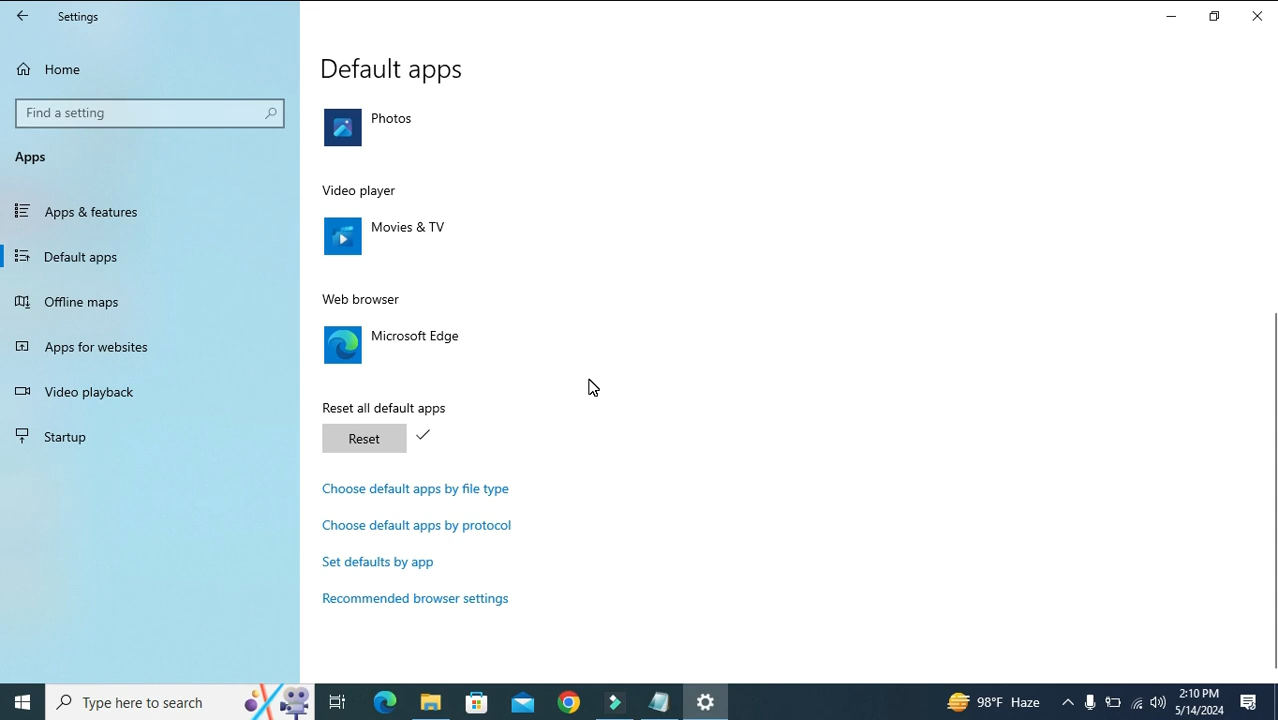 Settings
Home
Find a setting
Apps
Apps & features
Default apps
Offline maps
Apps for websites
Video playback
Startup
Default apps
Photos
Video player
Movies & TV
Web browser
Microsoft Edge
Reset all default apps
Reset
Choose default apps by file type
Choose default apps by protocol
Set defaults by app
Recommended browser settings
Type here to search
98°F Haze
2:10 PM
5/14/2024